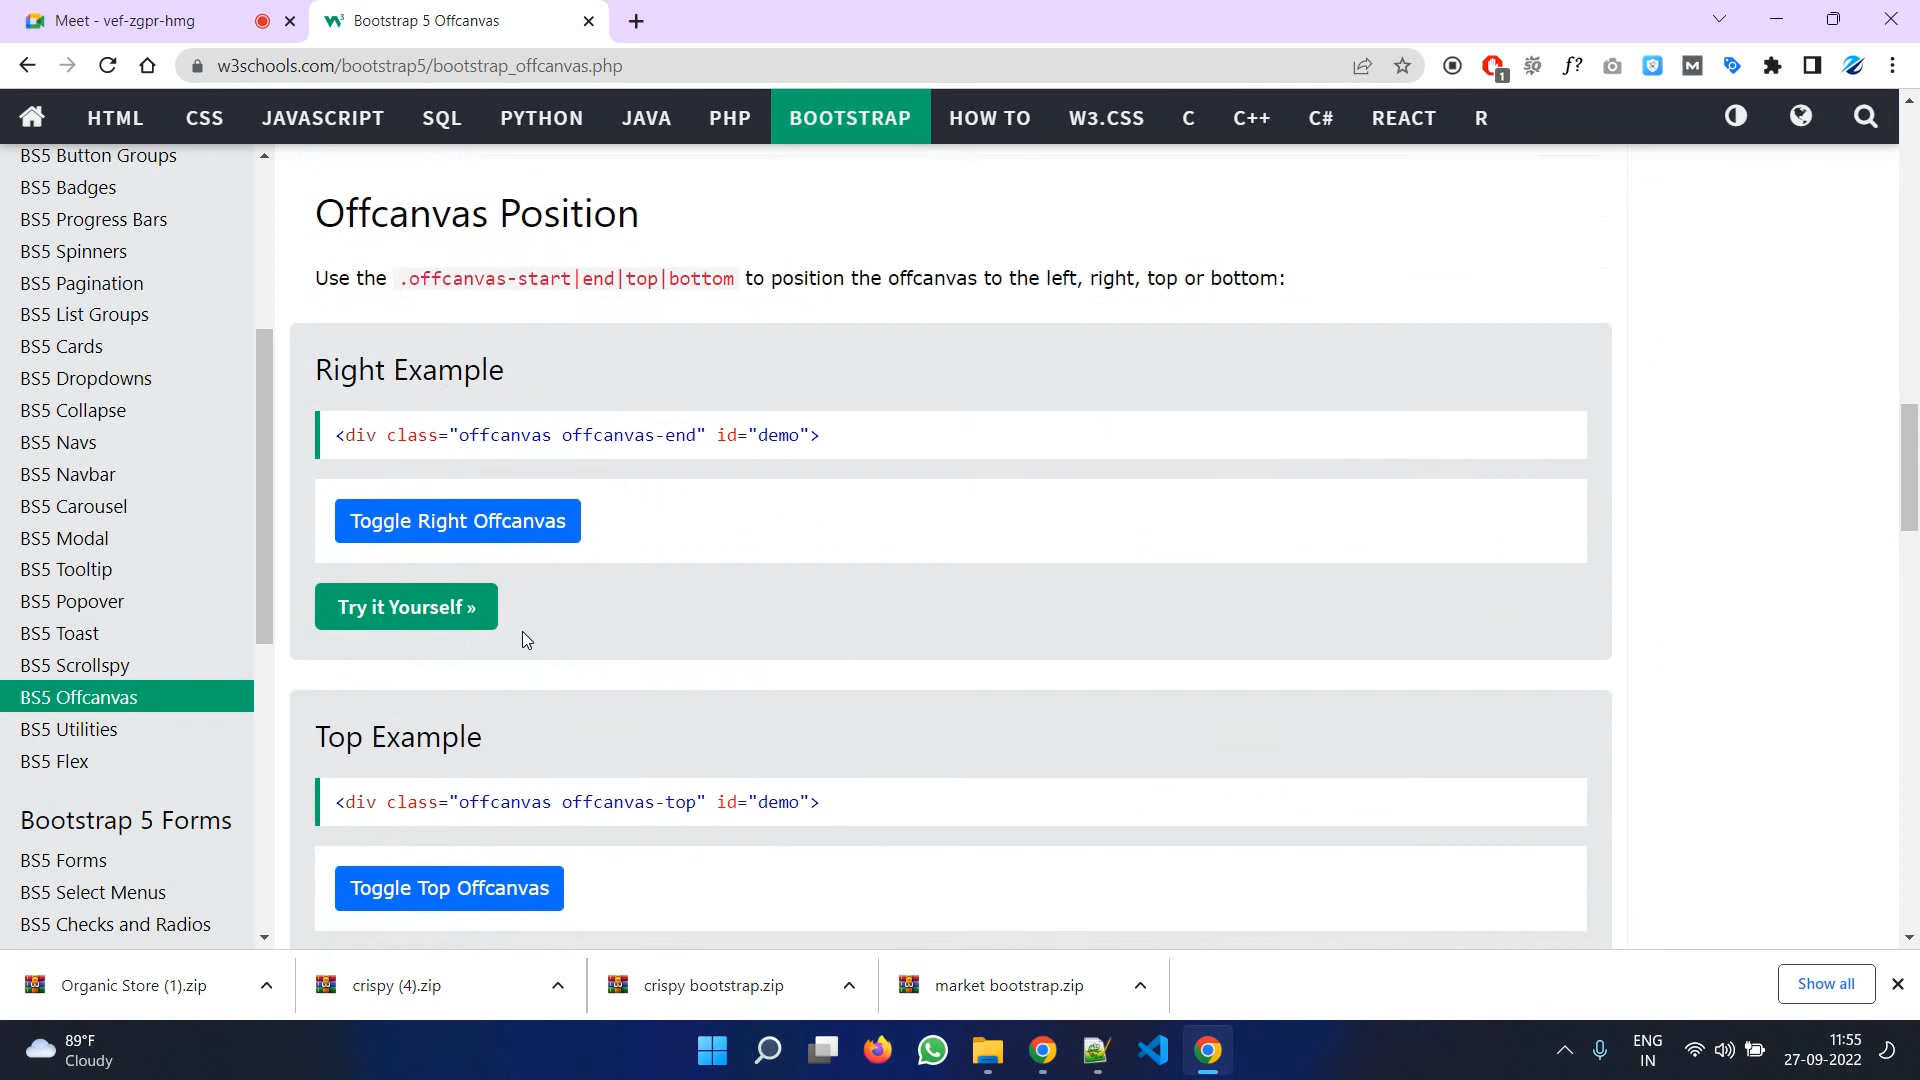 Meet - vef-zgpr-hmg
Bootstrap 5 Offcanvas
w3schools.com/bootstrap5/bootstrap_offcanvas.php
1
f?
M
HTML CSS JAVASCRIPT SQL PYTHON JAVA PHP BOOTSTRAP HOW TO W3.CSS C C++ C# REACT R
BS5 Button Groups
BS5 Badges
BS5 Progress Bars
BS5 Spinners
BS5 Pagination
BS5 List Groups
BS5 Cards
BS5 Dropdowns
BS5 Collapse
BS5 Navs
BS5 Navbar
BS5 Carousel
BS5 Modal
BS5 Tooltip
BS5 Popover
BS5 Toast
BS5 Scrollspy
BS5 Offcanvas
BS5 Utilities
BS5 Flex
Bootstrap 5 Forms
BS5 Forms
BS5 Select Menus
BS5 Checks and Radios
Offcanvas Position
Use the .offcanvas-start|end|top|bottom to position the offcanvas to the left, right, top or bottom:
Right Example
<div class="offcanvas offcanvas-end" id="demo">
Toggle Right Offcanvas
Try it Yourself »
Top Example
<div class="offcanvas offcanvas-top" id="demo">
Toggle Top Offcanvas
Organic Store (1).zip
crispy (4).zip
crispy bootstrap.zip
market bootstrap.zip
Show all
89°F
Cloudy
ENG
IN
11:55
27-09-2022